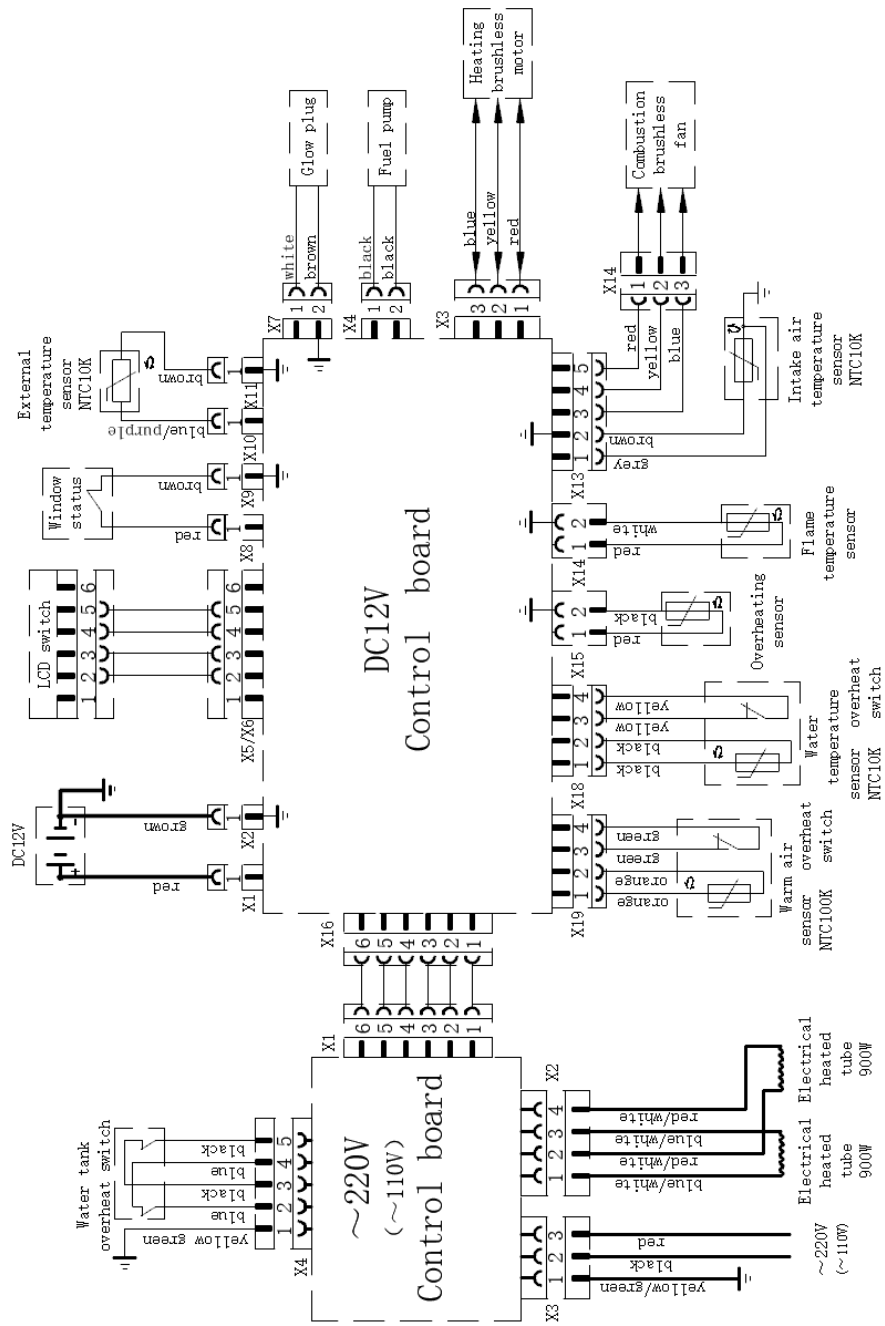 Glow plug
white
brown
X7
1
2
Fuel pump
black
black
X4
1
2
Heating
brushless
motor
blue
yellow
red
X3
3
2
1
Combustion
brushless
fan
X14
1
2
3
red
yellow
blue
External
temperature
sensor
NTC10K
brown
blue/purple
1
X11
1
X10
Window
status
brown
red
1
X9
1
X8
LCD switch
1
2
3
4
5
6
1
2
3
4
5
6
X5/X6
DC12V
+
-
grown
red
1
X2
1
X1
DC12V
Control board
5
4
3
2
1
X13
brown
grey
Intake air
temperature
sensor
NTC10K
2
1
X14
white
red
Flame
temperature
sensor
2
1
X15
black
red
Overheating
sensor
4
3
2
1
X18
yellow
yellow
black
black
Water
temperature overheat
sensor switch
NTC10K
4
3
2
1
X19
green
green
orange
orange
Warm air
sensor overheat
NTC100K switch
X16
6
5
4
3
2
1
X1
6
5
4
3
2
1
~220V
(~110V)
Control board
Water tank
overheat switch
black
blue
black
blue
yellow green
5
4
3
2
1
X4
X2
4
3
2
1
red/white
blue/white
red/white
blue/white
Electrical
heated
tube
900W
Electrical
heated
tube
900W
X3
3
2
1
red
black
yellow/green
~220V
(~110V)